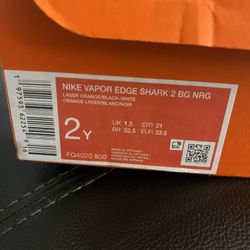 NIKE VAPOR EDGE SHARK 2 BG NRG
LASER ORANGE/BLACK-WHITE
ORANGE LASER/BLANC/NOIR
2Y
UK 1.5 CM 21
BR 32.5 EUR 33.5
FQ4020 800